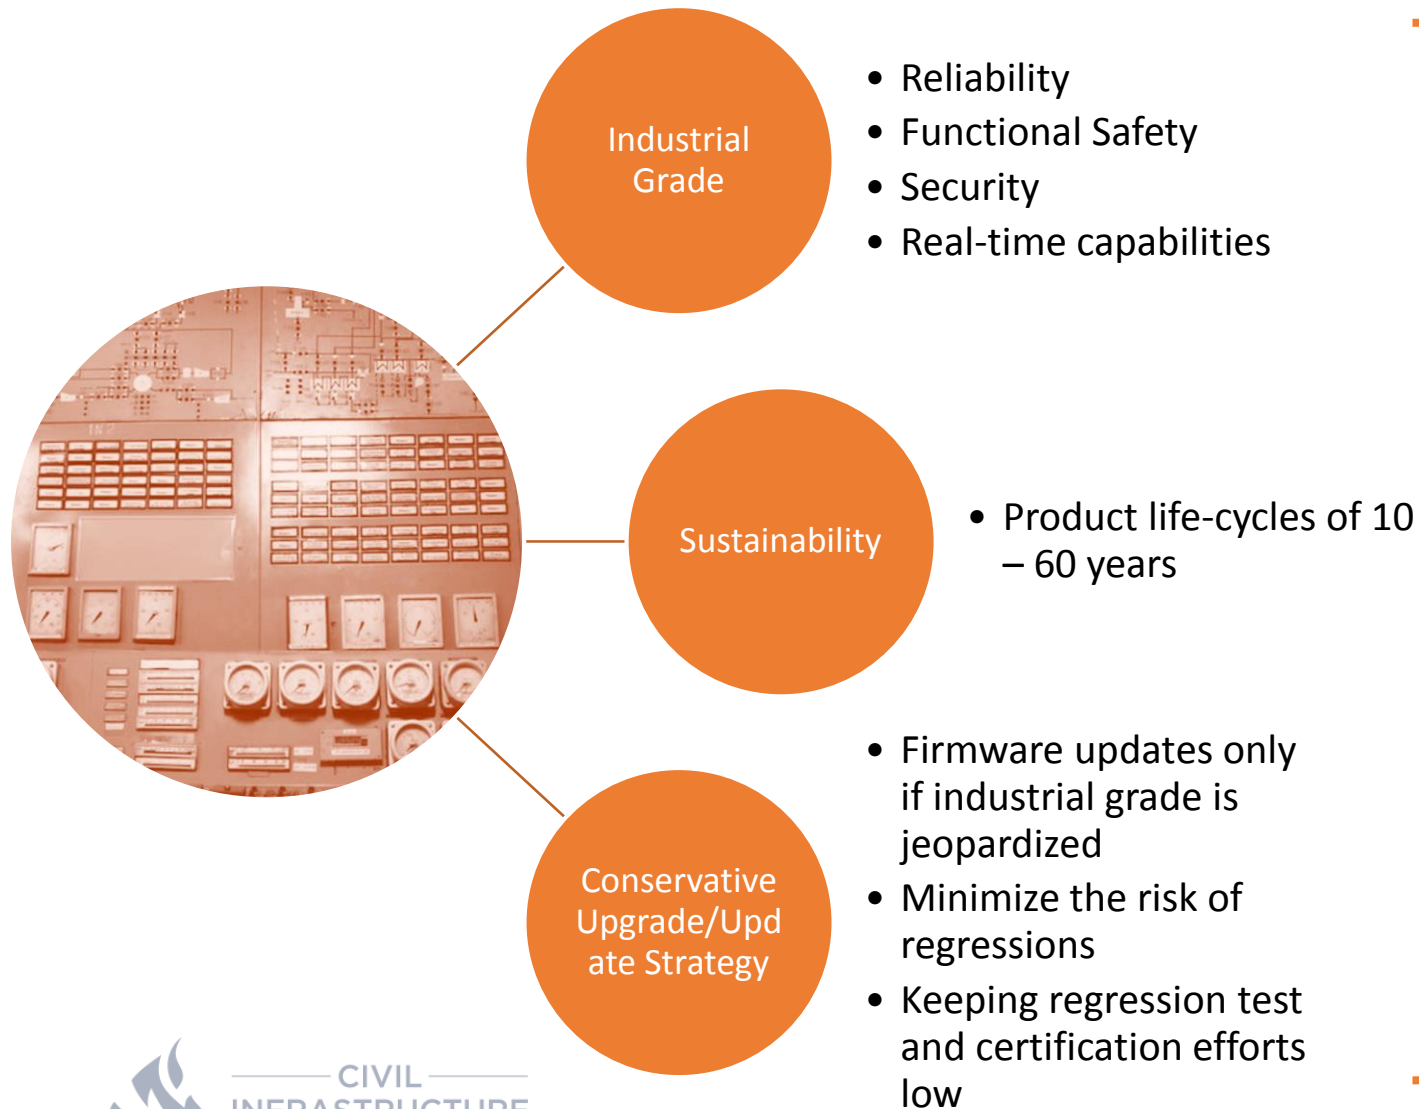 Industrial
Grade
• Reliability
• Functional Safety
• Security
• Real-time capabilities
IN2
Sustainability
• Product life-cycles of 10
– 60 years
Conservative
Upgrade/Upd
ate Strategy
• Firmware updates only
if industrial grade is
jeopardized
• Minimize the risk of
regressions
• Keeping regression test
and certification efforts
low
CIVIL
INFRASTRUCTURE